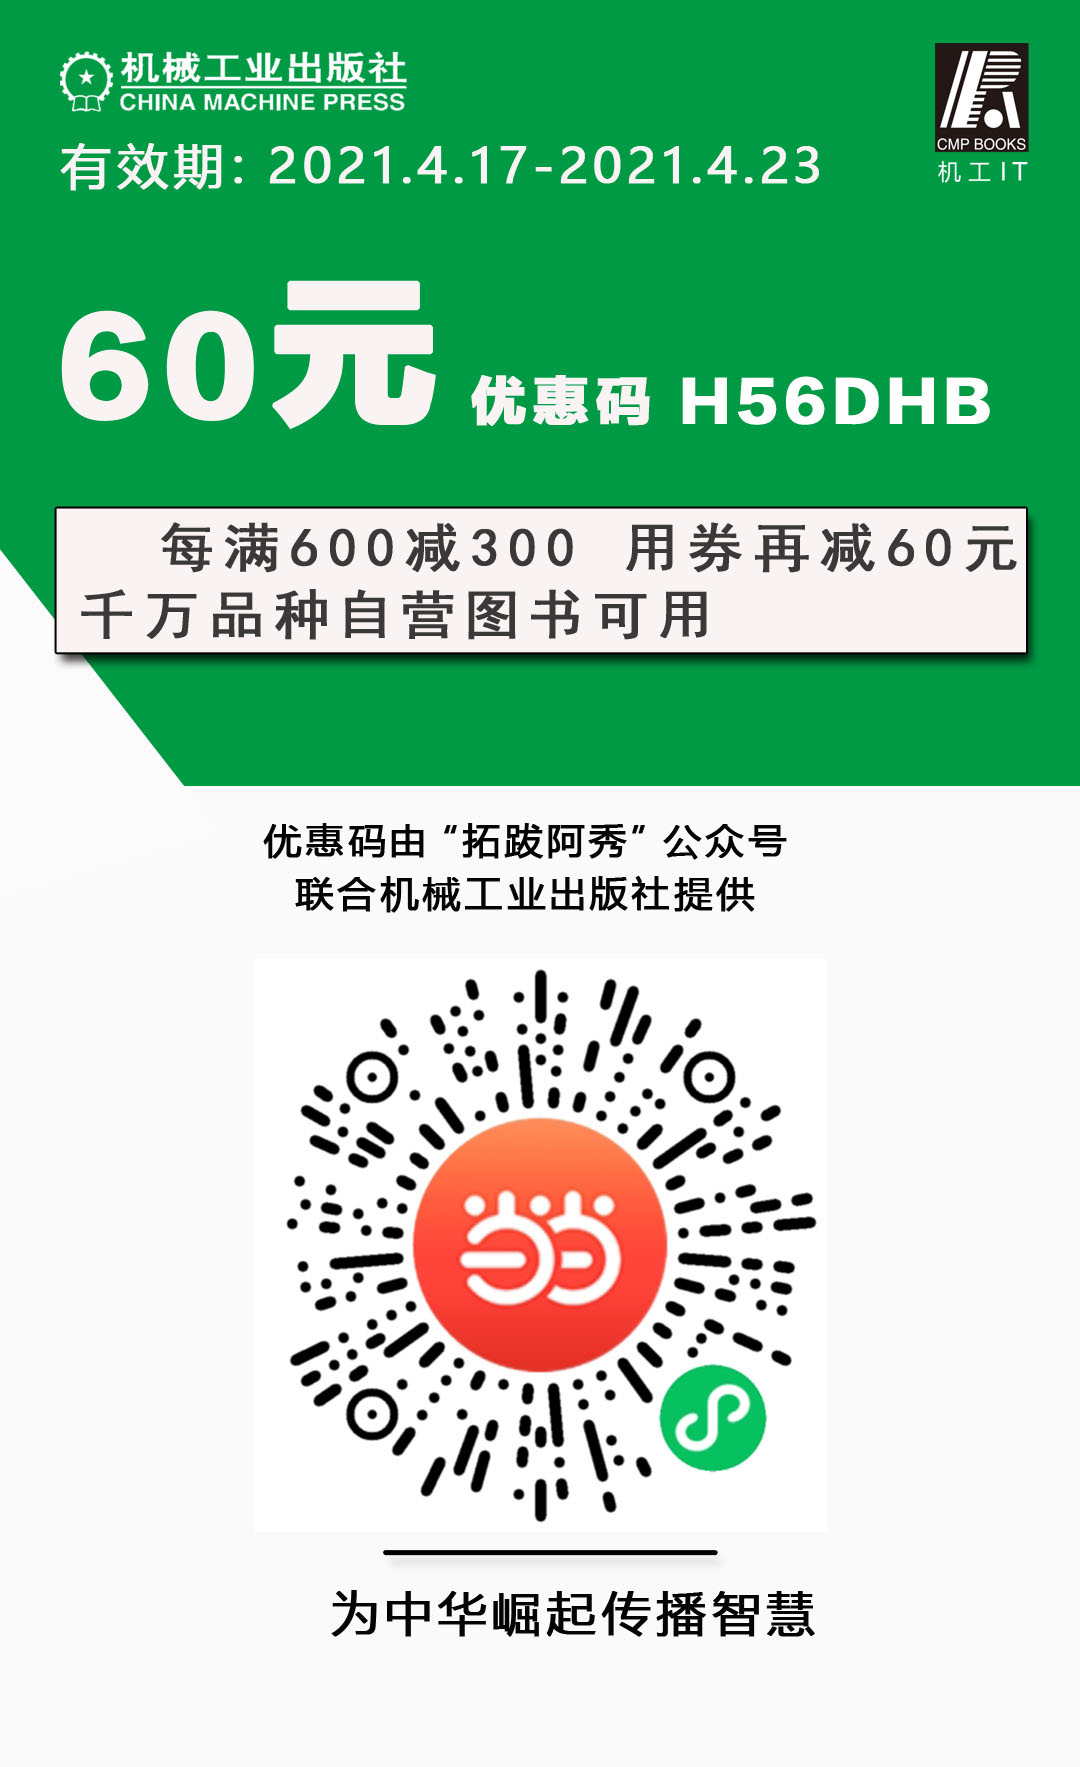 机械工业出版社
CHINA MACHINE PRESS
CMP BOOKS
机工IT
有效期：2021.4.17-2021.4.23
60元 优惠码 H56DHB
每满600减300 用券再减60元
千万品种自营图书可用
优惠码由“拓跋阿秀”公众号
联合机械工业出版社提供
当当
为中华崛起传播智慧